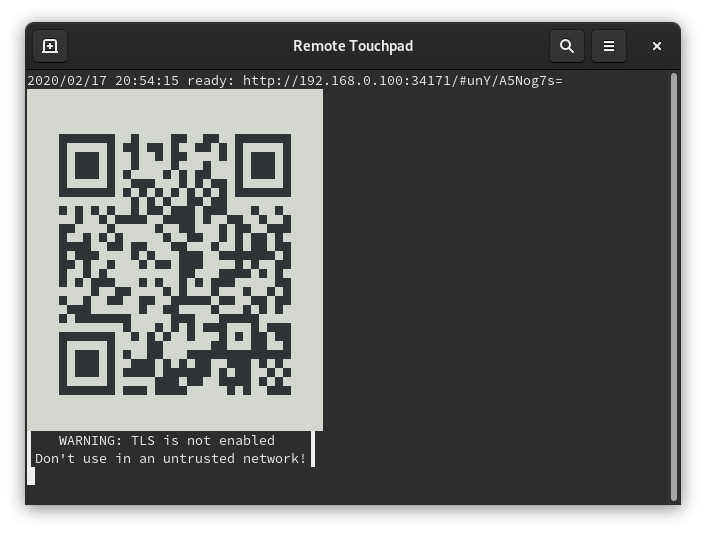 Remote Touchpad
2020/02/17 20:54:15 ready: http://192.168.0.100:34171/#unY/A5Nog7s=
WARNING: TLS is not enabled
Don't use in an untrusted network!